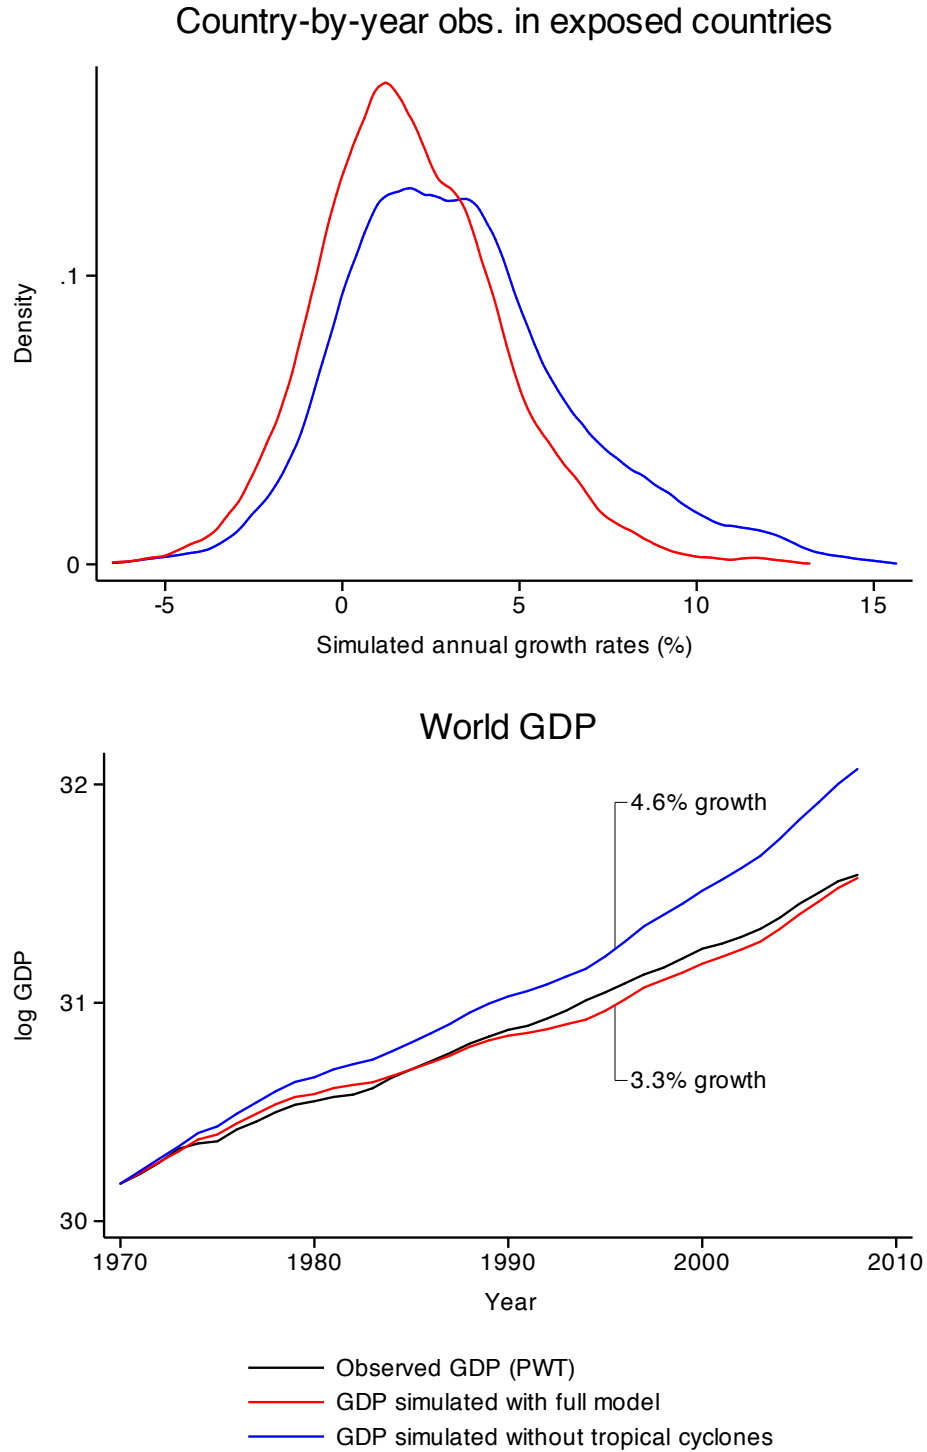 Country-by-year obs. in exposed countries
.1
Density
0
-5 0 5 10 15
Simulated annual growth rates (%)
World GDP
32
4.6% growth
log GDP
31
3.3% growth
30
1970 1980 1990 2000 2010
Year
Observed GDP (PWT)
GDP simulated with full model
GDP simulated without tropical cyclones